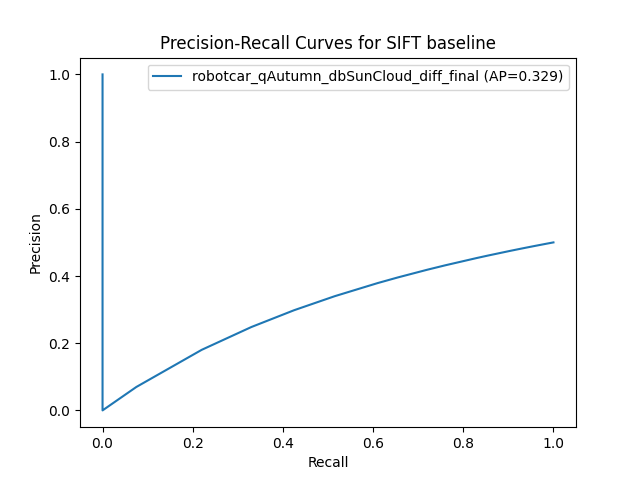 Precision-Recall Curves for SIFT baseline
robotcar_qAutumn_dbSunCloud_diff_final (AP=0.329)
1.0
0.8
0.6
0.4
0.2
0.0
Precision
0.0 0.2 0.4 0.6 0.8 1.0
Recall